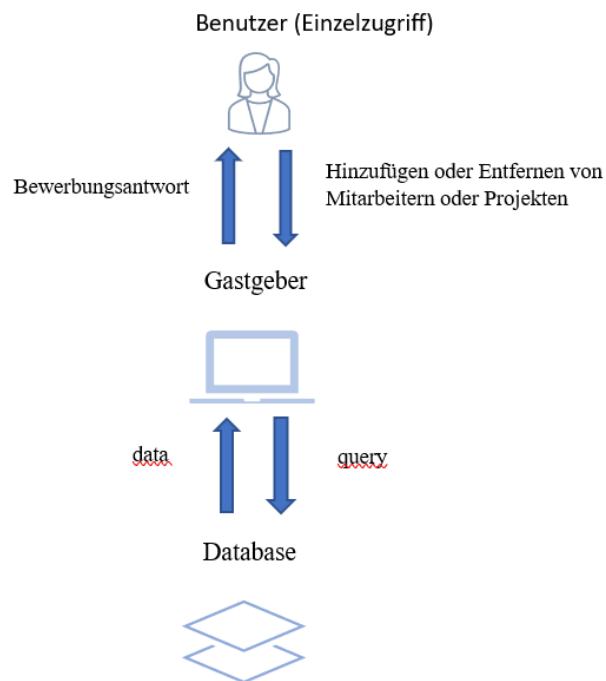 Benutzer (Einzelzugriff)
Bewerbungsantwort
Hinzufügen oder Entfernen von
Mitarbeitern oder Projekten
Gastgeber
data
query
Database